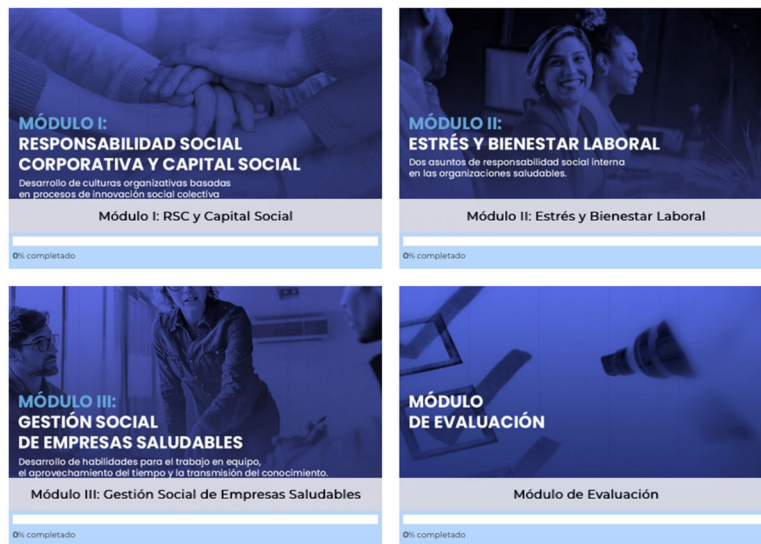 MÓDULO I:
RESPONSABILIDAD SOCIAL
CORPORATIVA Y CAPITAL SOCIAL
Desarrollo de culturas organizativas basadas
en procesos de innovación social colectiva
Módulo I: RSC y Capital Social
0% completado
MÓDULO II:
ESTRÉS Y BIENESTAR LABORAL
Dos asuntos de responsabilidad social interna
en las organizaciones saludables.
Módulo II: Estrés y Bienestar Laboral
0% completado
MÓDULO III:
GESTIÓN SOCIAL
DE EMPRESAS SALUDABLES
Desarrollo de habilidades para el trabajo en equipo,
el aprovechamiento del tiempo y la transmisión del conocimiento.
Módulo III: Gestión Social de Empresas Saludables
0% completado
MÓDULO
DE EVALUACIÓN
Módulo de Evaluación
0% completado